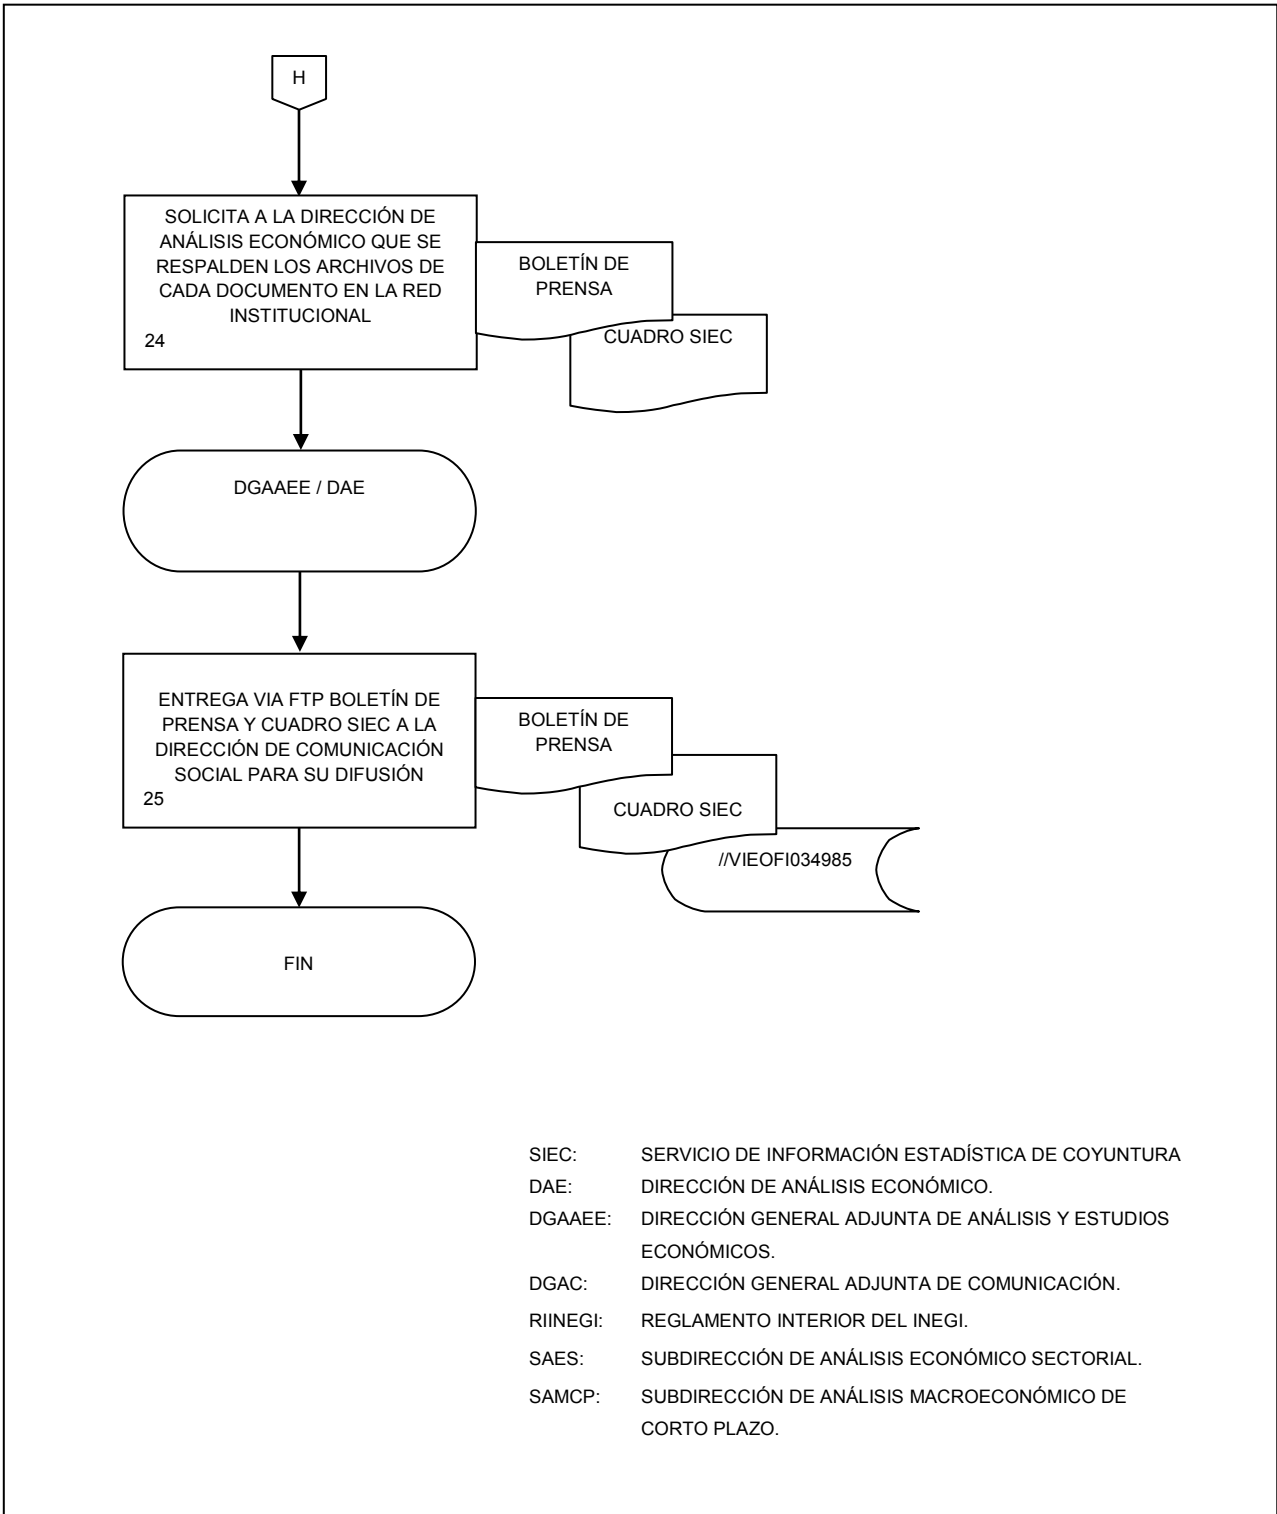 H
SOLICITA A LA DIRECCIÓN DE
ANÁLISIS ECONÓMICO QUE SE
RESPALDEN LOS ARCHIVOS DE
CADA DOCUMENTO EN LA RED
INSTITUCIONAL
24
BOLETÍN DE
PRENSA
CUADRO SIEC
DGAAEE / DAE
ENTREGA VIA FTP BOLETÍN DE
PRENSA Y CUADRO SIEC A LA
DIRECCIÓN DE COMUNICACIÓN
SOCIAL PARA SU DIFUSIÓN
25
BOLETÍN DE
PRENSA
CUADRO SIEC
//VIEOFI034985
FIN
SIEC: SERVICIO DE INFORMACIÓN ESTADÍSTICA DE COYUNTURA
DAE: DIRECCIÓN DE ANÁLISIS ECONÓMICO.
DGAAEE: DIRECCIÓN GENERAL ADJUNTA DE ANÁLISIS Y ESTUDIOS
ECONÓMICOS.
DGAC: DIRECCIÓN GENERAL ADJUNTA DE COMUNICACIÓN.
RIINEGI: REGLAMENTO INTERIOR DEL INEGI.
SAES: SUBDIRECCIÓN DE ANÁLISIS ECONÓMICO SECTORIAL.
SAMCP: SUBDIRECCIÓN DE ANÁLISIS MACROECONÓMICO DE
CORTO PLAZO.